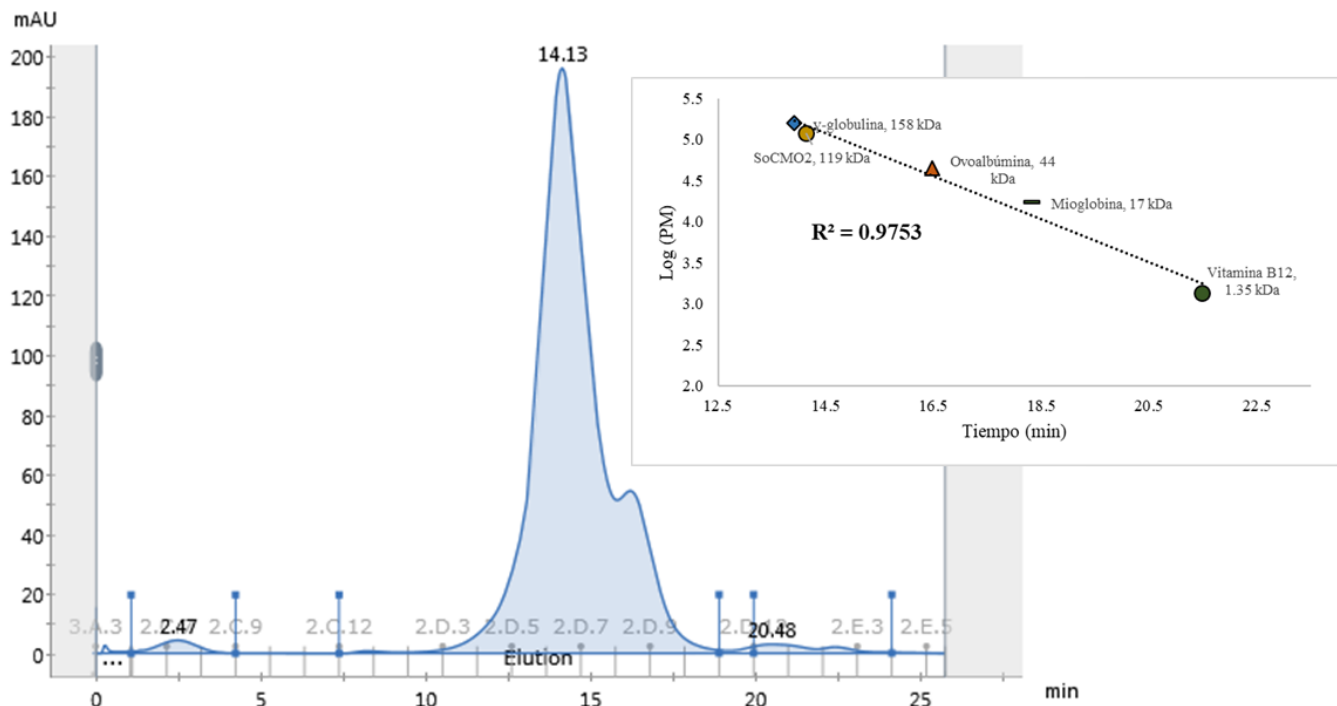 mAU
200
180
160
140
120
100
80
60
40
20
0
14.13
3.A.3
2.47
2.C.9
2.C.12
2.D.3
2.D.5
2.D.7
2.D.9
20.48
2.E.3
2.E.5
...
Elution
0
5
10
15
20
25
min
5.5
5.0
4.5
4.0
3.5
3.0
2.5
2.0
Log (PM)
γ-globulina, 158 kDa
SoCMO2, 119 kDa
Ovoalbúmina, 44
kDa
Mioglobina, 17 kDa
R² = 0.9753
Vitamina B12,
1.35 kDa
12.5
14.5
16.5
18.5
20.5
22.5
Tiempo (min)